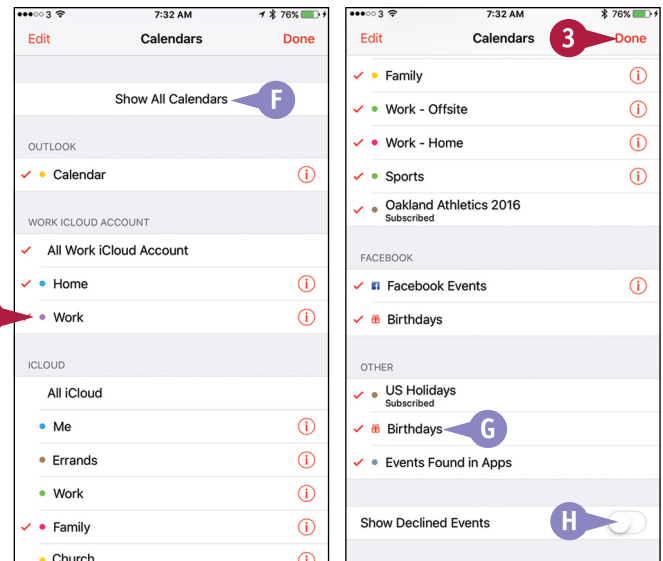 3 7:32 AM 76%
Edit Calendars Done
Show All Calendars F
OUTLOOK
Calendar i
WORK ICLOUD ACCOUNT
All Work iCloud Account
Home i
Work i
ICLOUD
All iCloud
Me i
Errands i
Work i
Family i
Church i
3 7:32 AM 76%
Edit Calendars 3 Done
Family i
Work - Offsite i
Work - Home i
Sports i
Oakland Athletics 2016
Subscribed
FACEBOOK
f Facebook Events i
Birthdays
OTHER
US Holidays
Subscribed
Birthdays G
Events Found in Apps
Show Declined Events H